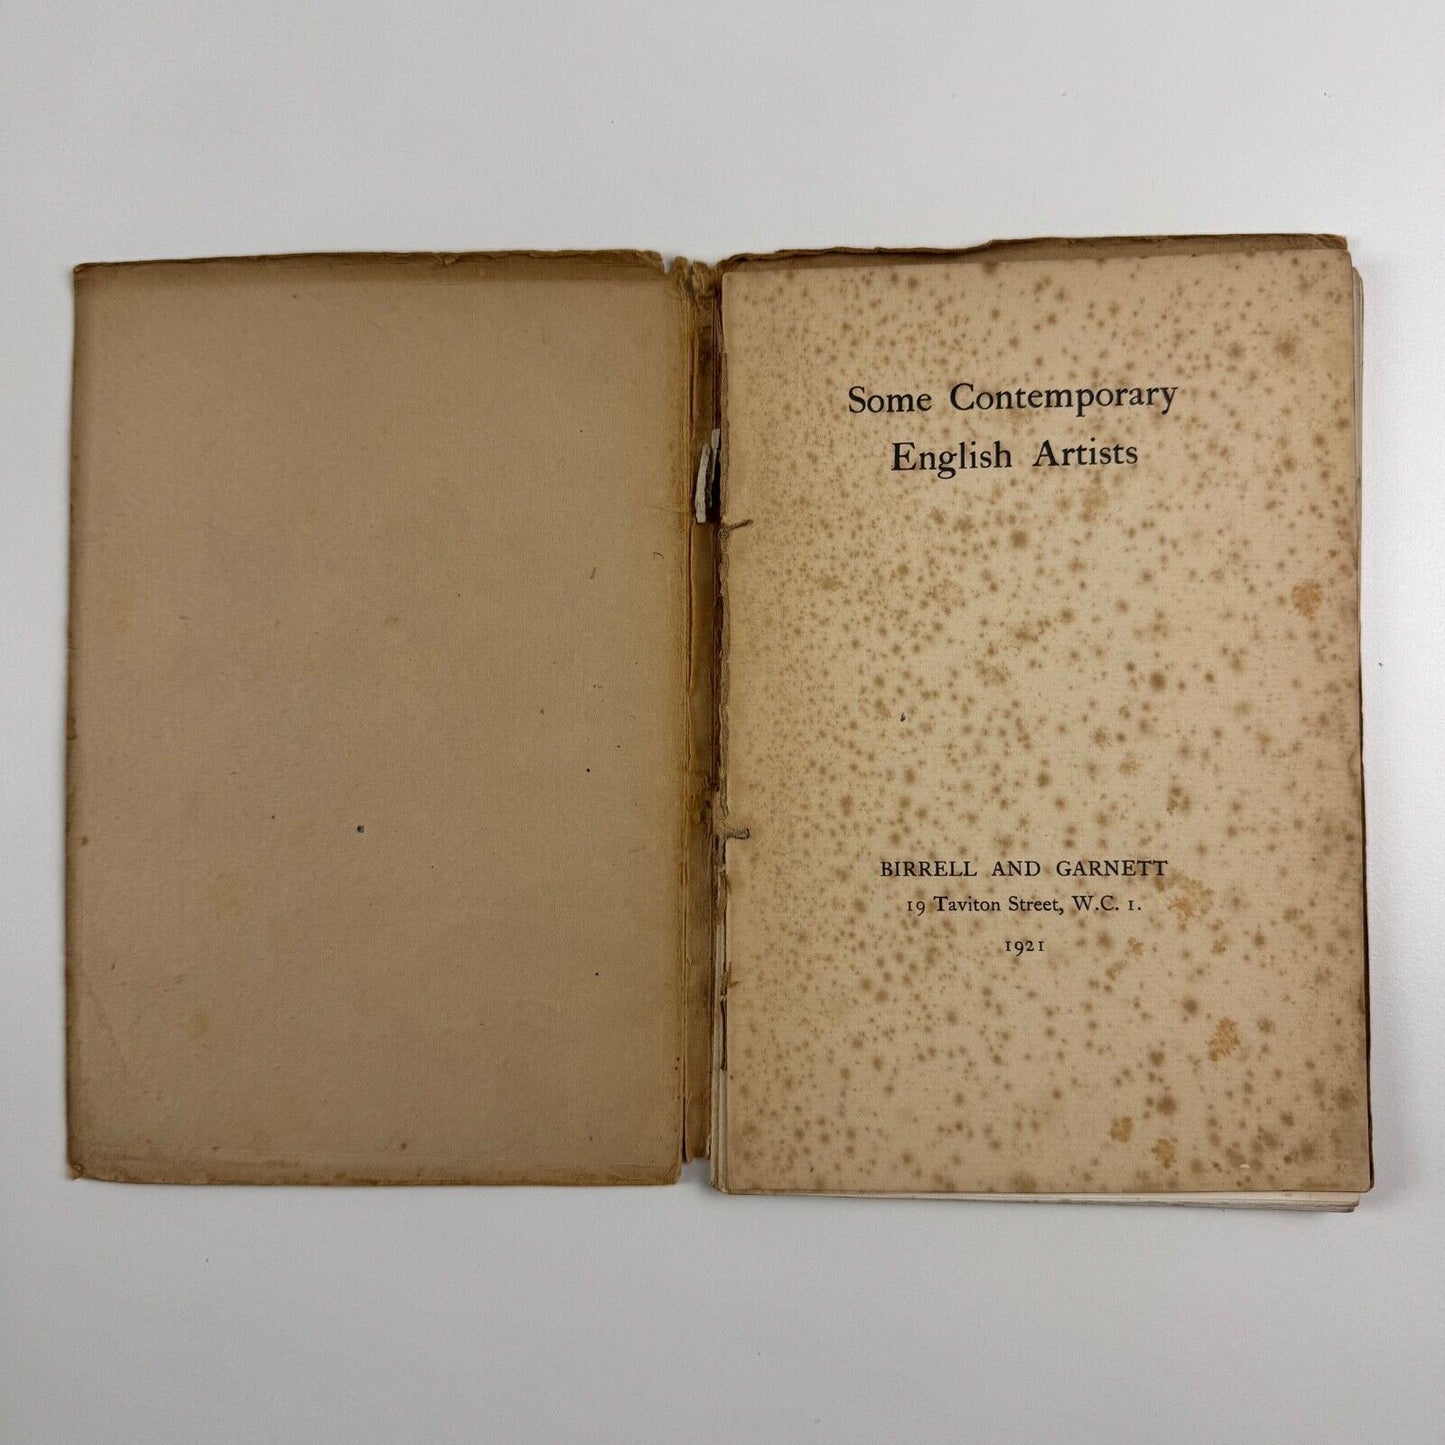 Some Contemporary
English Artists
BIRRELL AND GARNETT
19 Taviton Street, W.C. 1.
1921